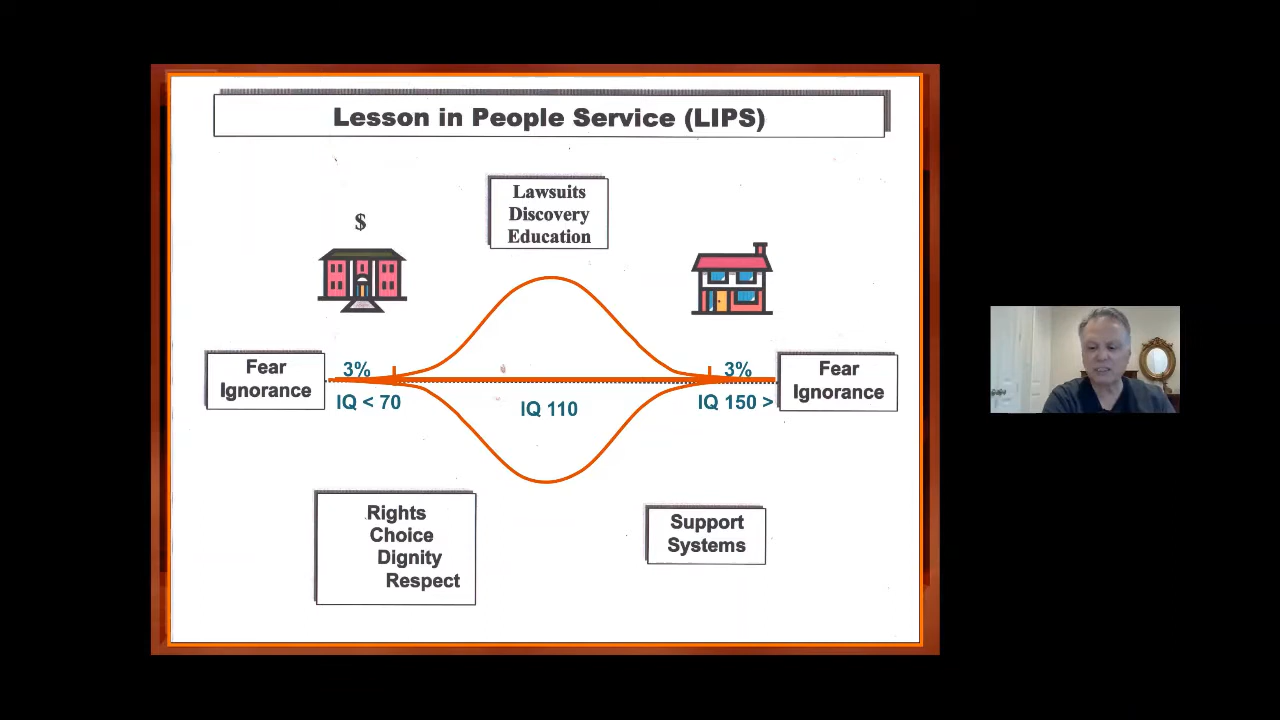 Lesson in People Service (LIPS)
Lawsuits
Discovery
Education
$
Fear
Ignorance
3%
3%
Fear
Ignorance
IQ < 70
IQ 110
IQ 150 >
Rights
Choice
Dignity
Respect
Support
Systems